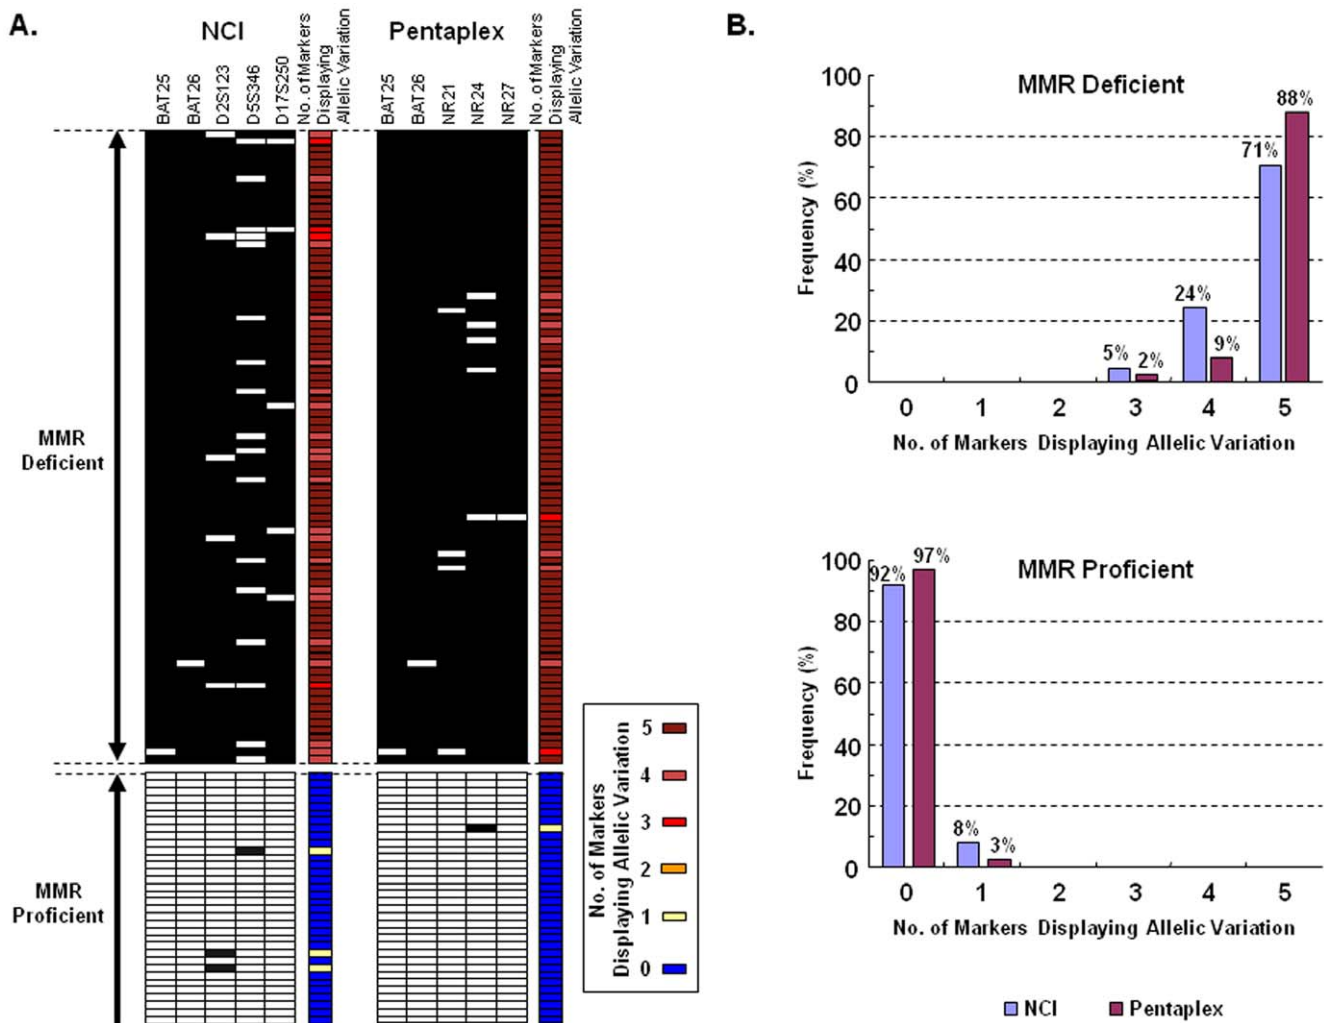 A.
NCI
Pentaplex
BAT25
BAT26
D2S123
D5S346
D17S250
No. of Markers
Displaying
Allelic Variation
BAT25
BAT26
NR21
NR24
NR27
No. of Markers
Displaying
Allelic Variation
MMR
Deficient
MMR
Proficient
No. of Markers
Displaying Allelic Variation
5
4
3
2
1
0
B.
MMR Deficient
Frequency (%)
100
80
60
40
20
0
5%
2%
24%
9%
71%
88%
0 1 2 3 4 5
No. of Markers Displaying Allelic Variation
MMR Proficient
Frequency (%)
100
80
60
40
20
0
92%
97%
8%
3%
0 1 2 3 4 5
No. of Markers Displaying Allelic Variation
NCI
Pentaplex